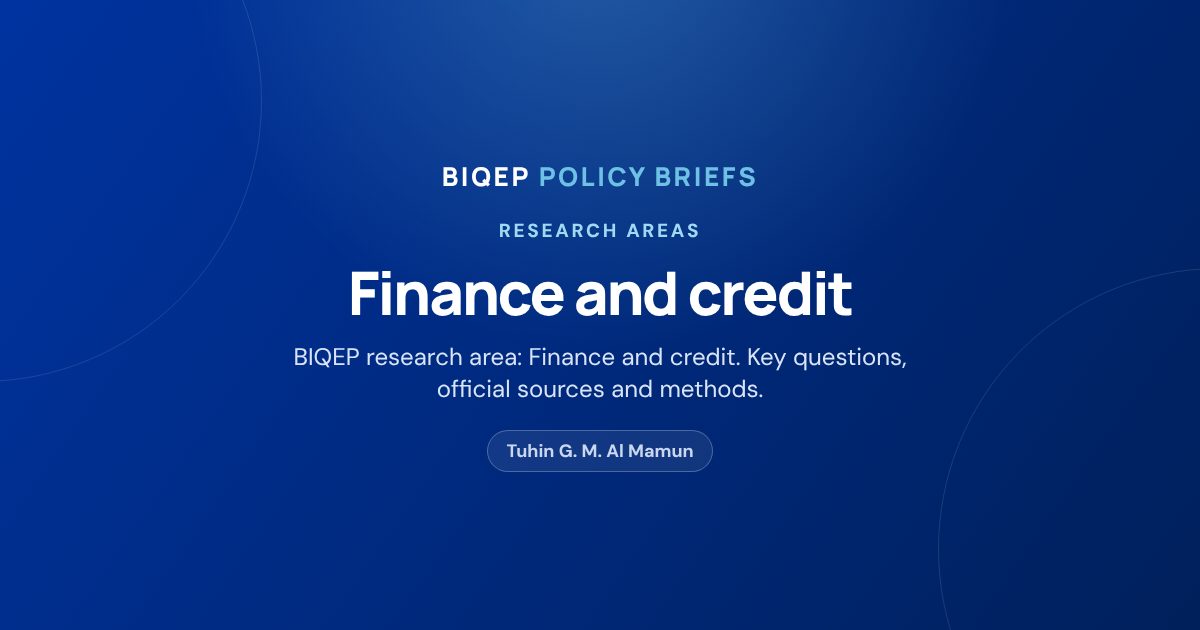 BIQEP POLICY BRIEFS
RESEARCH AREAS
Finance and credit
BIQEP research area: Finance and credit. Key questions,
official sources and methods.
Tuhin G. M. Al Mamun